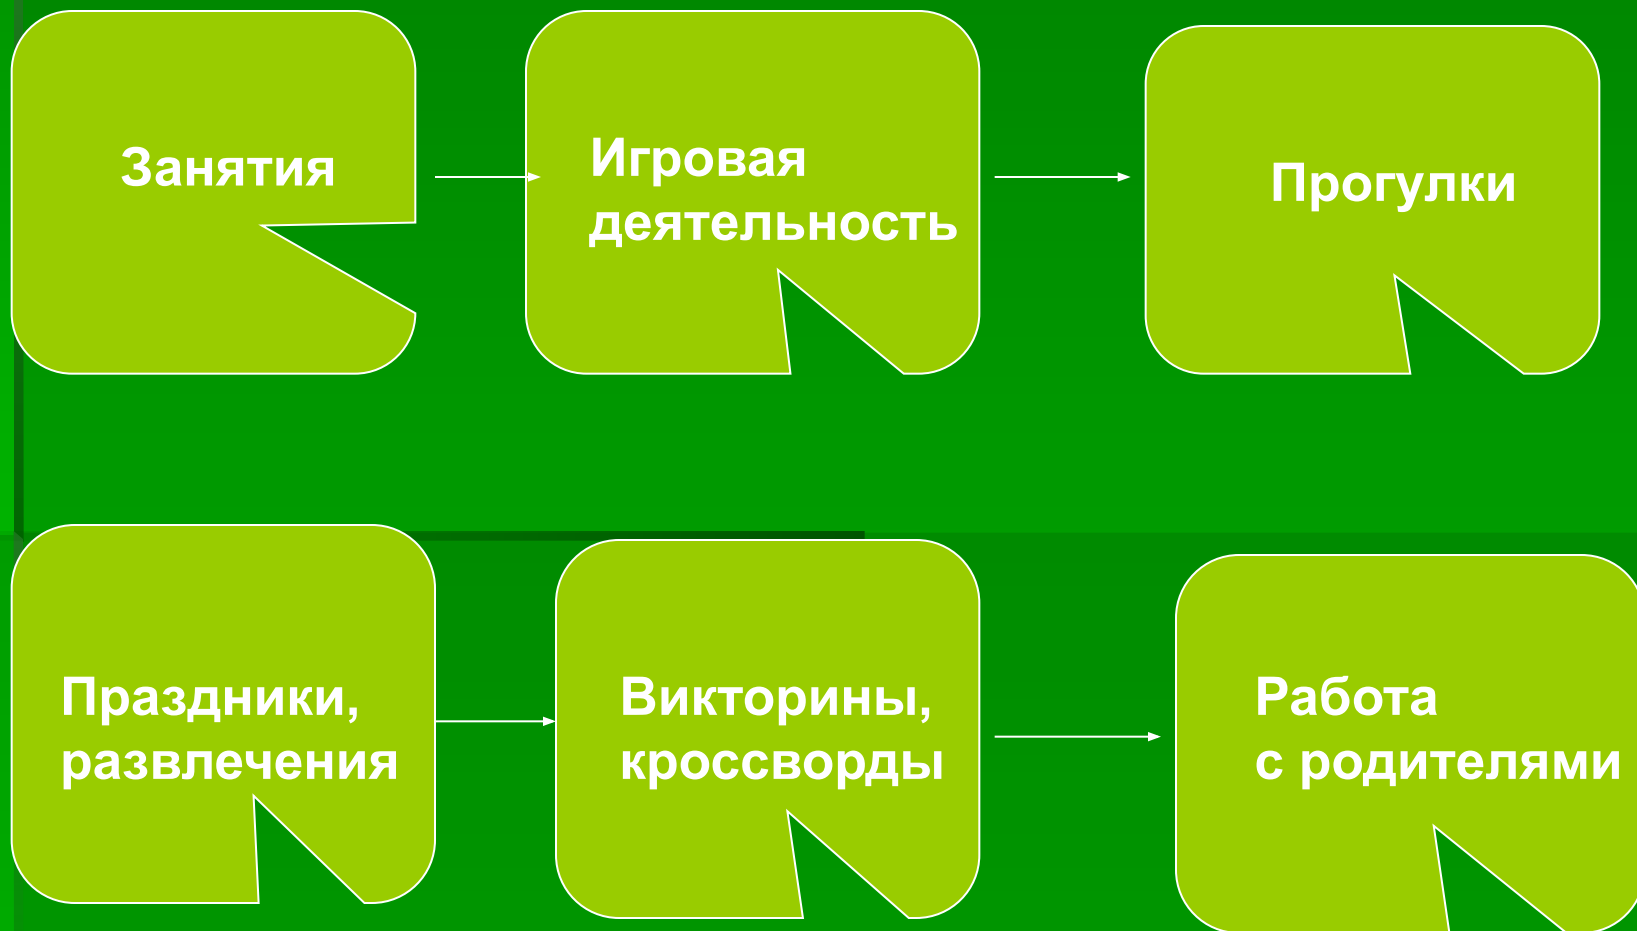 Занятия
Игровая
деятельность
Прогулки
Праздники,
развлечения
Викторины,
кроссворды
Работа
с родителями